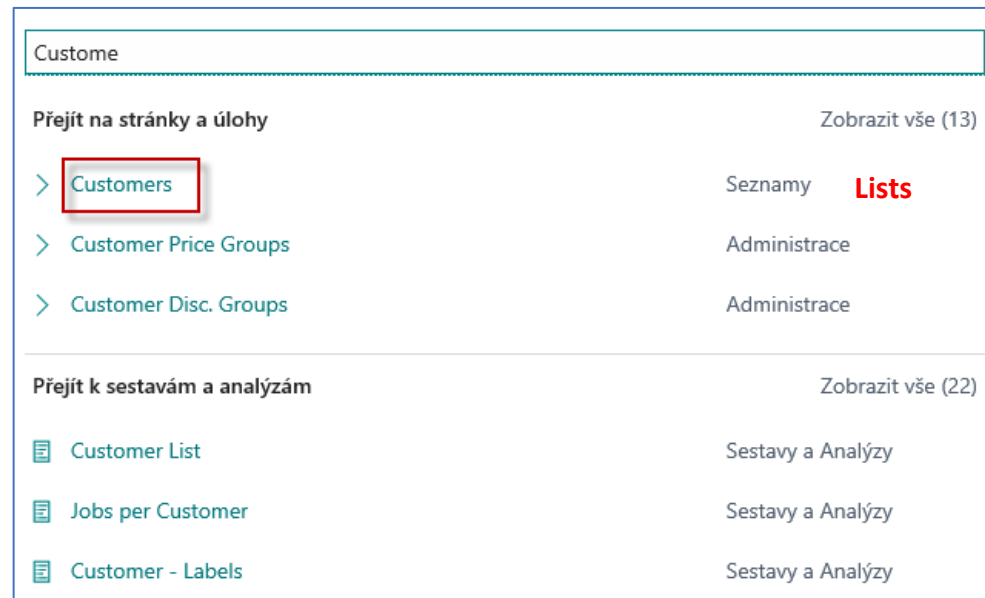 Custome
Přejít na stránky a úlohy Zobrazit vše (13)
Customers Seznamy Lists
Customer Price Groups Administrace
Customer Disc. Groups Administrace
Přejít k sestavám a analýzám Zobrazit vše (22)
Customer List Sestavy a Analýzy
Jobs per Customer Sestavy a Analýzy
Customer - Labels Sestavy a Analýzy